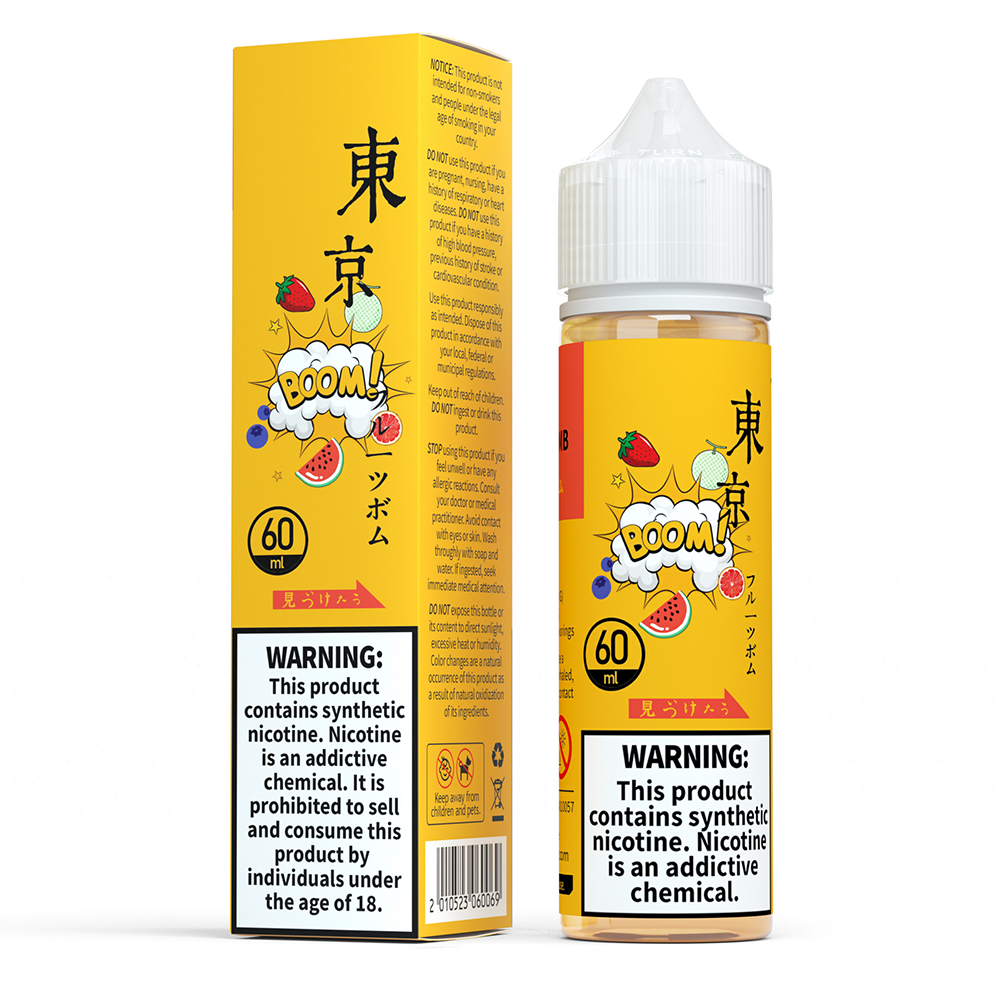 東京
BOOM!
フルーツボム
60
ml
見づけたう
WARNING:
This product
contains synthetic
nicotine. Nicotine
is an addictive
chemical. It is
prohibited to sell
and consume this
product by
individuals under
the age of 18.
NOTICE: This product is not
intended for non-smokers
and people under the legal
age of smoking in your
country.
DO NOT use this product if you
are pregnant, nursing, have a
history of respiratory or heart
diseases. DO NOT use this
product if you have a history
of high blood pressure,
previous history of stroke or
cardiovascular condition.
Use this product responsibly
as intended. Dispose of this
product in accordance with
your local, federal or
municipal regulations.
Keep out of reach of children.
DO NOT ingest or drink this
product.
STOP using this product if you
feel unwell or have any
allergic reactions. Consult
your doctor or medical
practitioner. Avoid contact
with eyes or skin. Wash
throughly with soap and
water. If ingested, seek
immediate medical attention.
DO NOT expose this bottle or
its content to direct sunlight,
excessive heat or humidity.
Color changes are a natural
occurrence of this product as
a result of natural oxidization
of its ingredients.
Keep away from
children and pets.
2 010523 060069
TURN
東京
BOOM!
フルーツボム
60
ml
見づけたう
WARNING:
This product
contains synthetic
nicotine. Nicotine
is an addictive
chemical.